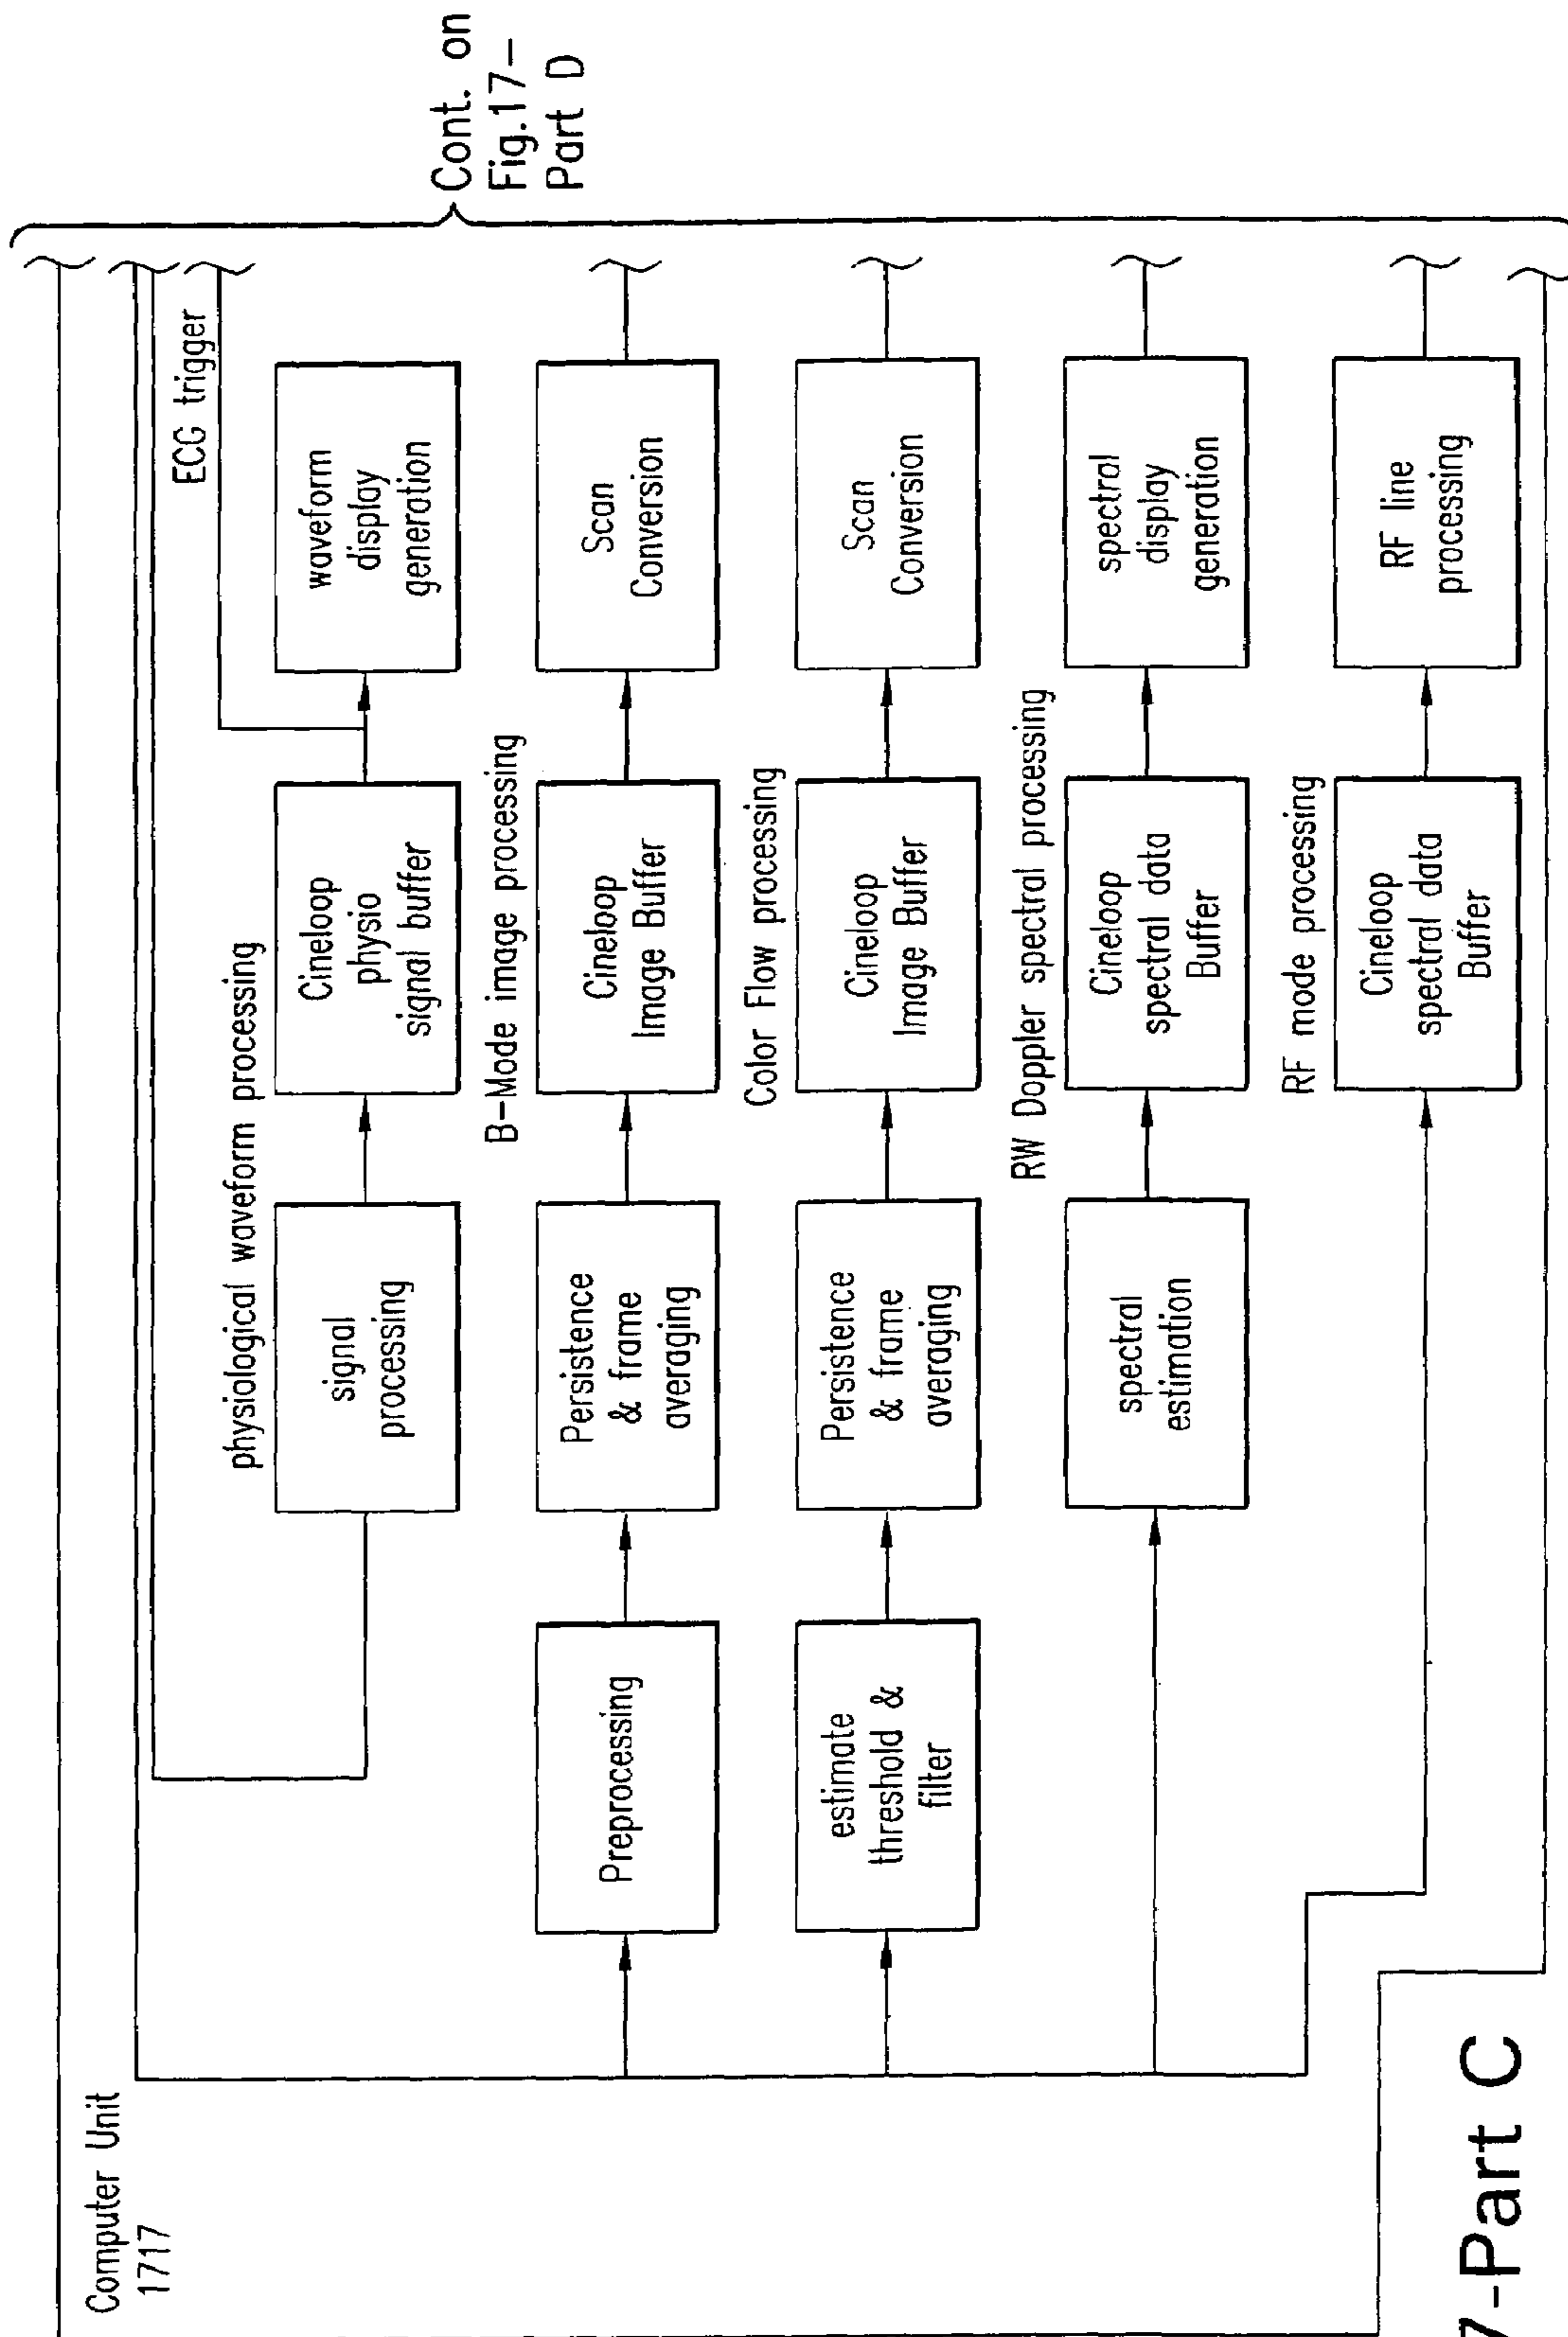 Computer Unit
1717
ECG trigger
physiological waveform processing
signal
processing
Cineloop
physio
signal buffer
waveform
display
generation
B-Mode image processing
Preprocessing
Persistence
& frame
averaging
Cineloop
Image Buffer
Scan
Conversion
Color Flow processing
estimate
threshold &
filter
Persistence
& frame
averaging
Cineloop
Image Buffer
Scan
Conversion
RW Doppler spectral processing
spectral
estimation
Cineloop
spectral data
Buffer
spectral
display
generation
RF mode processing
Cineloop
spectral data
Buffer
RF line
processing
Cont. on
Fig.17-
Part D
7-Part C